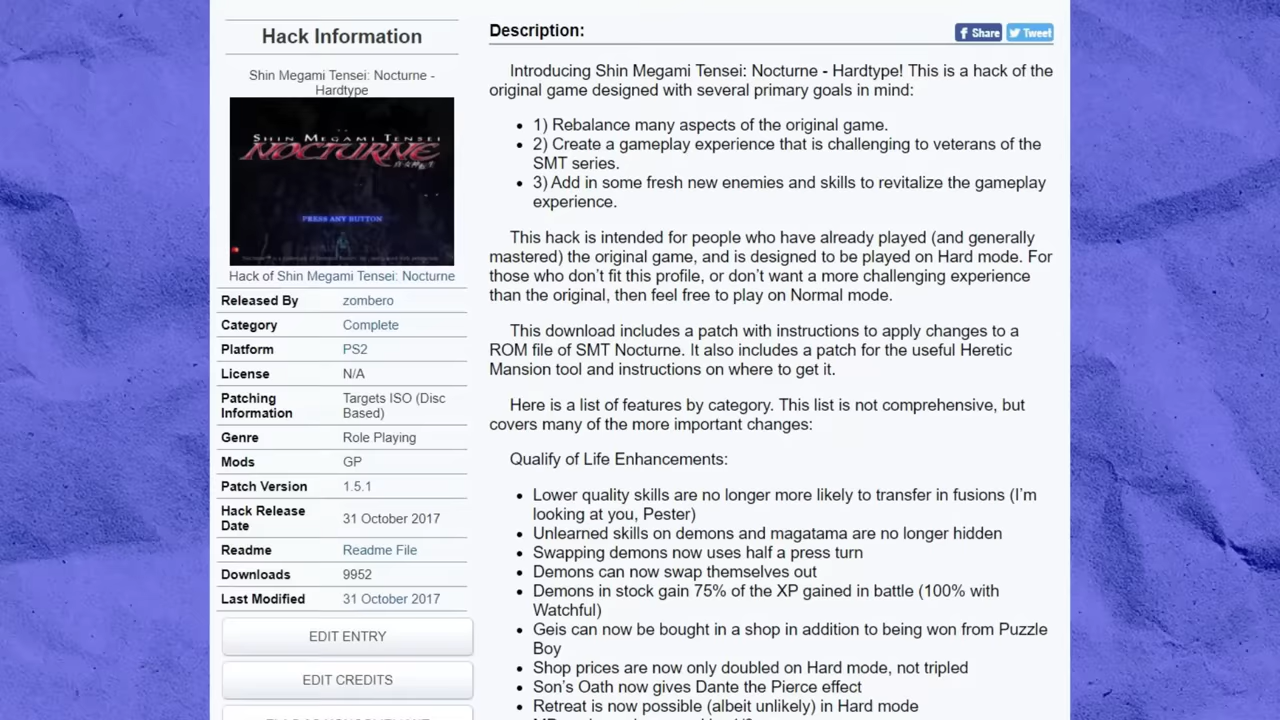 Hack Information
Shin Megami Tensei: Nocturne -
Hardtype
SHIN MEGAMI TENSEI
NOCTURNE
PRESS ANY BUTTON
Hack of Shin Megami Tensei: Nocturne
Released By zombero
Category Complete
Platform PS2
License N/A
Patching Information Targets ISO (Disc Based)
Genre Role Playing
Mods GP
Patch Version 1.5.1
Hack Release Date 31 October 2017
Readme Readme File
Downloads 9952
Last Modified 31 October 2017
EDIT ENTRY
EDIT CREDITS
Description:
Share Tweet
Introducing Shin Megami Tensei: Nocturne - Hardtype! This is a hack of the
original game designed with several primary goals in mind:
• 1) Rebalance many aspects of the original game.
• 2) Create a gameplay experience that is challenging to veterans of the
SMT series.
• 3) Add in some fresh new enemies and skills to revitalize the gameplay
experience.
This hack is intended for people who have already played (and generally
mastered) the original game, and is designed to be played on Hard mode. For
those who don't fit this profile, or don't want a more challenging experience
than the original, then feel free to play on Normal mode.
This download includes a patch with instructions to apply changes to a
ROM file of SMT Nocturne. It also includes a patch for the useful Heretic
Mansion tool and instructions on where to get it.
Here is a list of features by category. This list is not comprehensive, but
covers many of the more important changes:
Qualify of Life Enhancements:
• Lower quality skills are no longer more likely to transfer in fusions (I'm
looking at you, Pester)
• Unlearned skills on demons and magatama are no longer hidden
• Swapping demons now uses half a press turn
• Demons can now swap themselves out
• Demons in stock gain 75% of the XP gained in battle (100% with
Watchful)
• Geis can now be bought in a shop in addition to being won from Puzzle
Boy
• Shop prices are now only doubled on Hard mode, not tripled
• Son's Oath now gives Dante the Pierce effect
• Retreat is now possible (albeit unlikely) in Hard mode